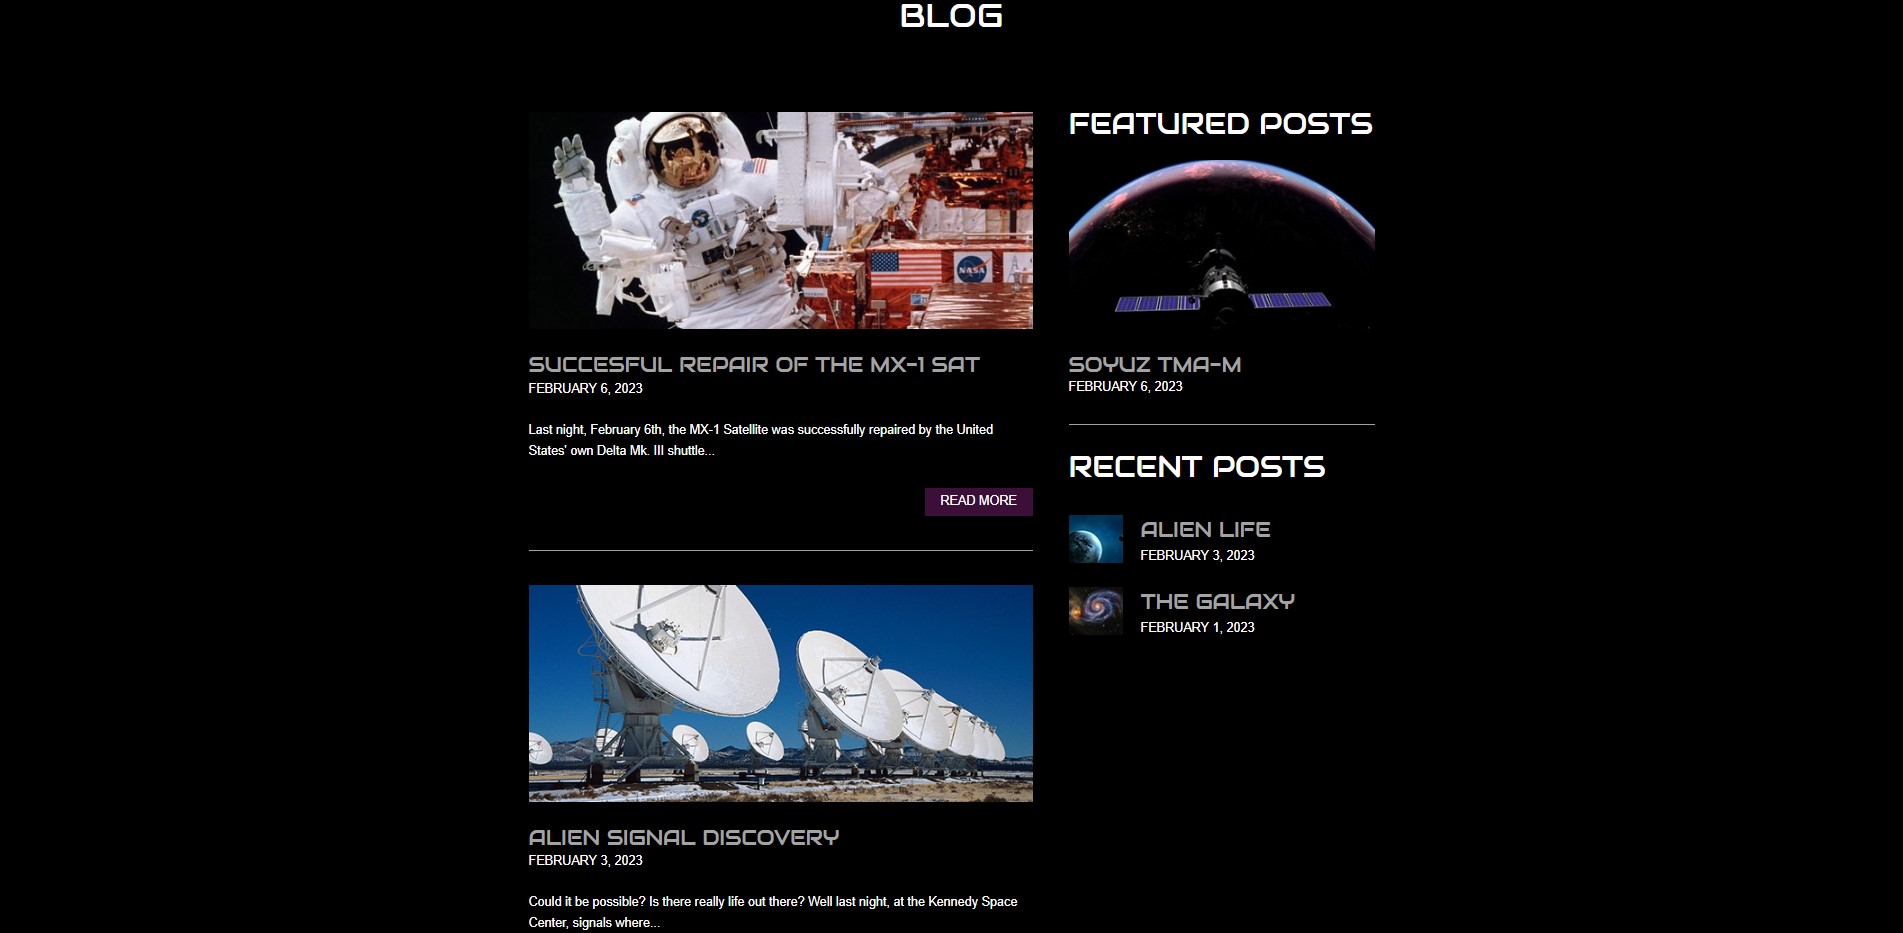 BLOG
SUCCESFUL REPAIR OF THE MX-1 SAT
FEBRUARY 6, 2023
Last night, February 6th, the MX-1 Satellite was successfully repaired by the United
States' own Delta Mk. III shuttle...
READ MORE
ALIEN SIGNAL DISCOVERY
FEBRUARY 3, 2023
Could it be possible? Is there really life out there? Well last night, at the Kennedy Space
Center, signals where...
FEATURED POSTS
SOYUZ TMA-M
FEBRUARY 6, 2023
RECENT POSTS
ALIEN LIFE
FEBRUARY 3, 2023
THE GALAXY
FEBRUARY 1, 2023
NASA